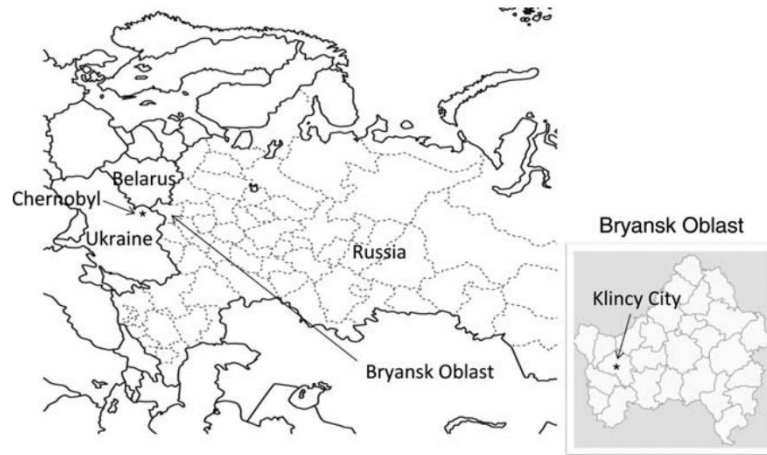 Belarus
Chernobyl
Ukraine
Russia
Bryansk Oblast
Bryansk Oblast
Klincy City